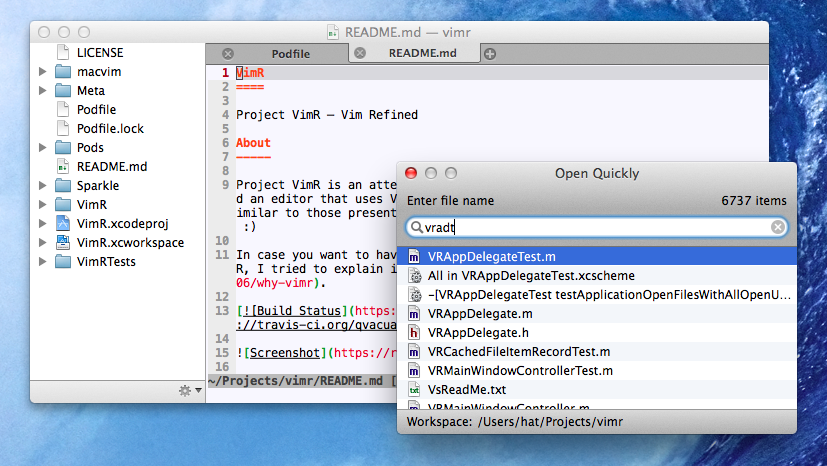 README.md — vimr
LICENSE
macvim
Meta
Podfile
Podfile.lock
Pods
README.md
Sparkle
VimR
VimR.xcodeproj
VimR.xcworkspace
VimRTests
Podfile
README.md
1 VimR
2 ====
3
4 Project VimR — Vim Refined
5
6 About
7 -----
8
9 Project VimR is an atte
d an editor that uses V
imilar to those present
:)
10
11 In case you want to hav
R, I tried to explain i
06/why-vimr).
12
13 [![Build Status](https:
://travis-ci.org/qvacua
14
15 ![Screenshot](https://r
16
~/Projects/vimr/README.md [
Open Quickly
Enter file name 6737 items
vradt
VRAppDelegateTest.m
All in VRAppDelegateTest.xcscheme
-[VRAppDelegateTest testApplicationOpenFilesWithAllOpenU...
VRAppDelegate.m
VRAppDelegate.h
VRCachedFileItemRecordTest.m
VRMainWindowControllerTest.m
VsReadMe.txt
VRMainWindowController.m
Workspace: /Users/hat/Projects/vimr